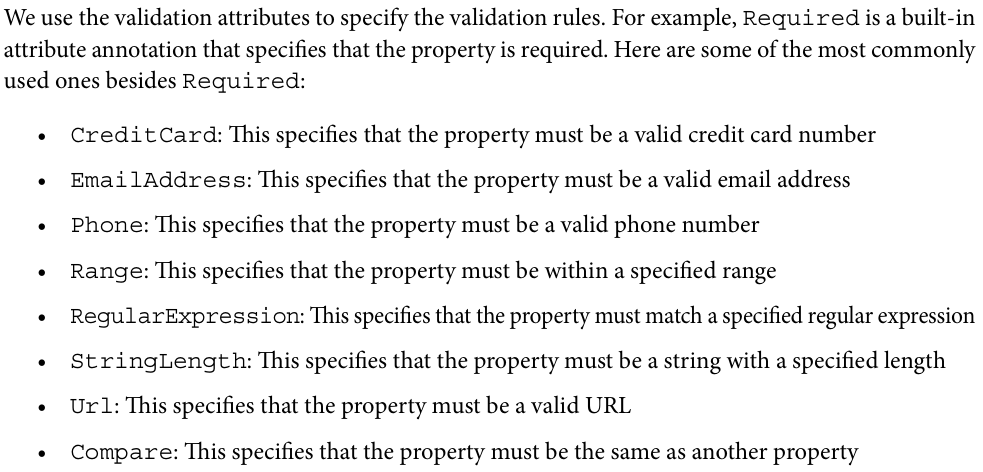 We use the validation attributes to specify the validation rules. For example, Required is a built-in
attribute annotation that specifies that the property is required. Here are some of the most commonly
used ones besides Required:
• CreditCard: This specifies that the property must be a valid credit card number
• EmailAddress: This specifies that the property must be a valid email address
• Phone: This specifies that the property must be a valid phone number
• Range: This specifies that the property must be within a specified range
• RegularExpression: This specifies that the property must match a specified regular expression
• StringLength: This specifies that the property must be a string with a specified length
• Url: This specifies that the property must be a valid URL
• Compare: This specifies that the property must be the same as another property